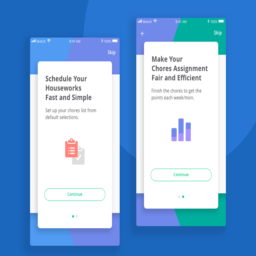 Skip
Schedule Your
Houseworks
Fast and Simple
Set up your chores list from
default selections.
Continue
Skip
Make Your
Chores Assignment
Fair and Efficient
Finish the chores to get the
points each week/mon.
Continue